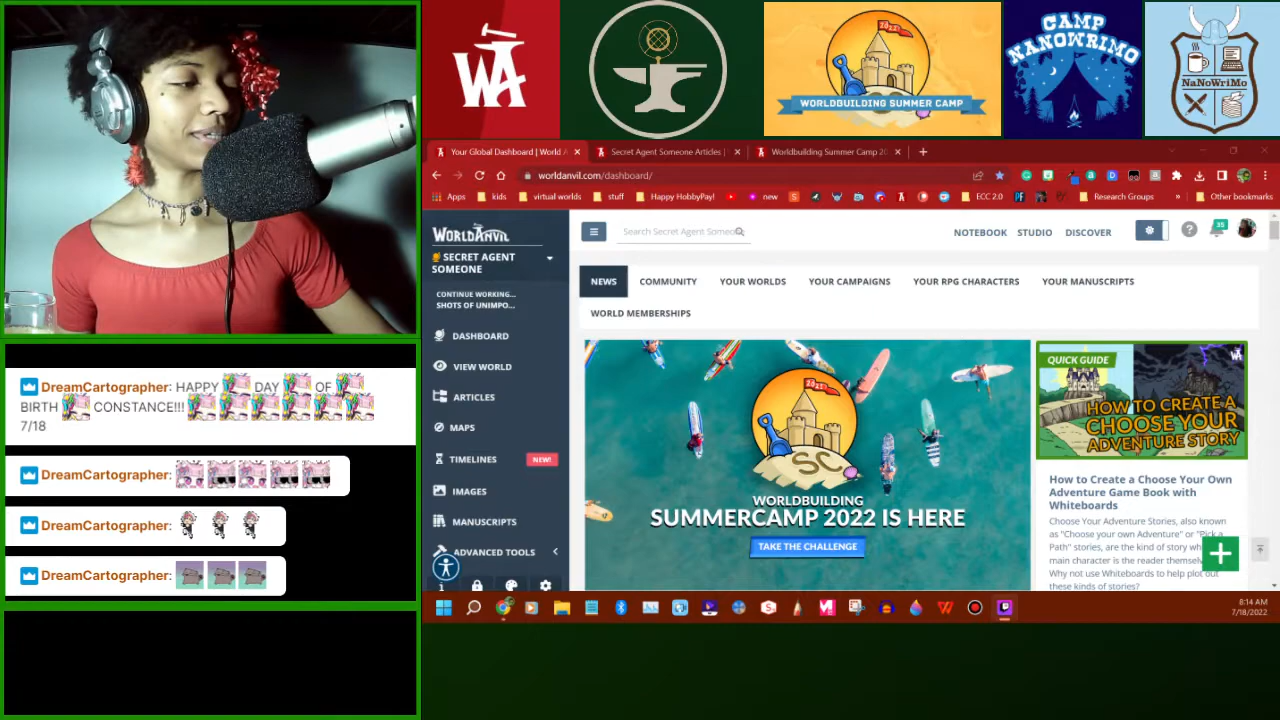 WA
2022
WORLDBUILDING SUMMER CAMP
CAMP
NANOWRIMO
NaNoWriMo
Your Global Dashboard | World A
Secret Agent Someone Articles |
Worldbuilding Summer Camp 20
worldanvil.com/dashboard/
Apps
kids
virtual worlds
stuff
Happy HobbyPay!
new
ECC 2.0
Research Groups
Other bookmarks
WORLDANVIL
Search Secret Agent Someo
NOTEBOOK
STUDIO
DISCOVER
35
SECRET AGENT
SOMEONE
CONTINUE WORKING...
SHOTS OF UNIMPO...
DASHBOARD
VIEW WORLD
ARTICLES
MAPS
TIMELINES
NEW!
IMAGES
MANUSCRIPTS
ADVANCED TOOLS
NEWS
COMMUNITY
YOUR WORLDS
YOUR CAMPAIGNS
YOUR RPG CHARACTERS
YOUR MANUSCRIPTS
WORLD MEMBERSHIPS
SC
WORLDBUILDING
SUMMERCAMP 2022 IS HERE
TAKE THE CHALLENGE
QUICK GUIDE
HOW TO CREATE A
CHOOSE YOUR
ADVENTURE STORY
How to Create a Choose Your Own
Adventure Game Book with
Whiteboards
Choose Your Adventure Stories, also known
as "Choose your own Adventure" or "Pick a
Path" stories, are the kind of story wh
main character is the reader themse
Why not use Whiteboards to help plot out
these kinds of stories?
DreamCartographer: HAPPY DAY OF
BIRTH CONSTANCE!!!
7/18
DreamCartographer:
DreamCartographer:
DreamCartographer:
8:14 AM
7/18/2022